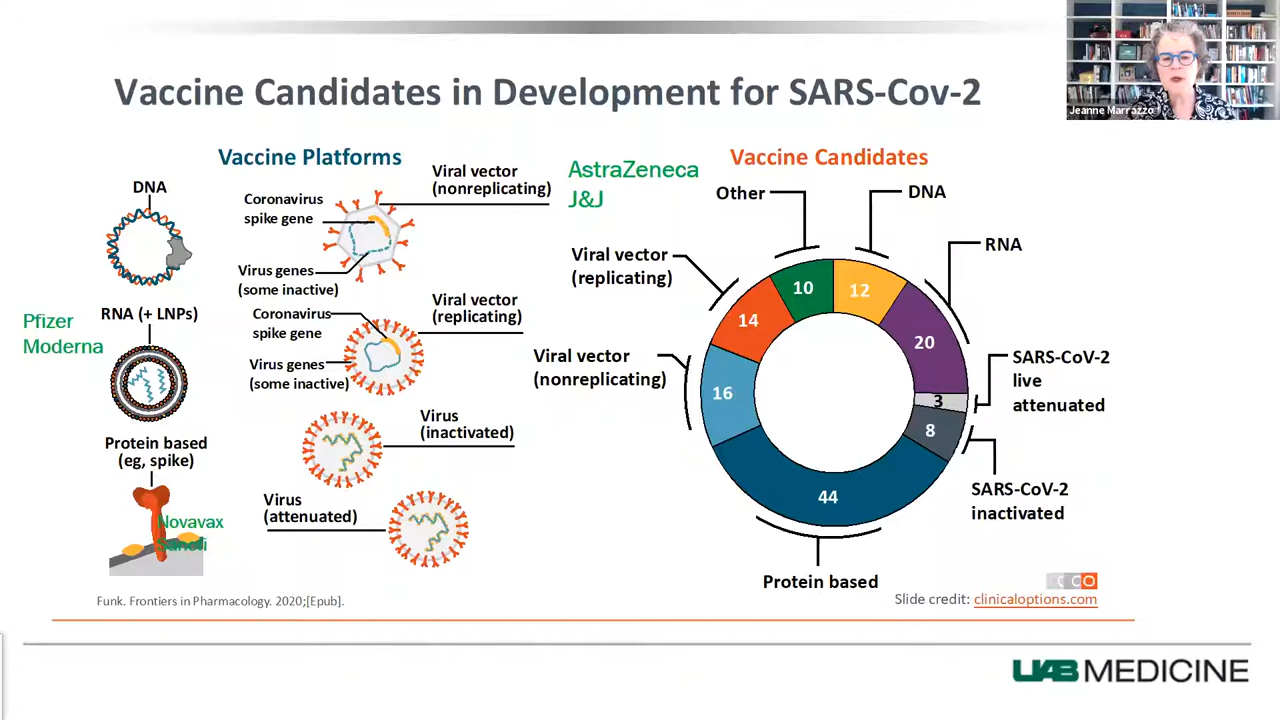 Jeanne Marrazzo
Vaccine Candidates in Development for SARS-Cov-2
Vaccine Platforms
DNA
Coronavirus
spike gene
Virus genes
(some inactive)
Viral vector
(nonreplicating)
AstraZeneca
J&J
Pfizer
Moderna
RNA (+ LNPs)
Coronavirus
spike gene
Virus genes
(some inactive)
Viral vector
(replicating)
Protein based
(eg, spike)
Novavax
Sanofi
Virus
(inactivated)
Virus
(attenuated)
Vaccine Candidates
Other
DNA
RNA
Viral vector
(replicating)
Viral vector
(nonreplicating)
SARS-CoV-2
live
attenuated
SARS-CoV-2
inactivated
Protein based
10
12
14
20
16
3
8
44
Funk. Frontiers in Pharmacology. 2020;[Epub].
CCO
Slide credit: clinicaloptions.com
UAB MEDICINE